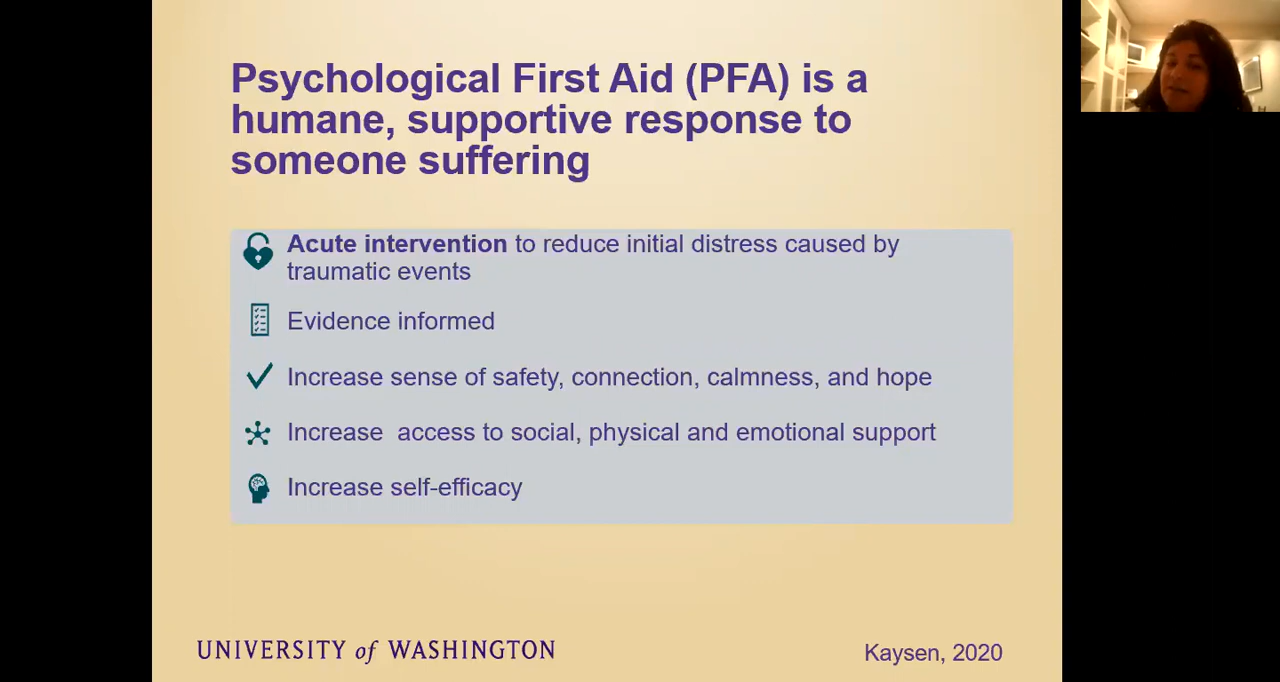 Psychological First Aid (PFA) is a
humane, supportive response to
someone suffering
Acute intervention to reduce initial distress caused by
traumatic events
Evidence informed
Increase sense of safety, connection, calmness, and hope
Increase  access to social, physical and emotional support
Increase self-efficacy
UNIVERSITY of WASHINGTON
Kaysen, 2020